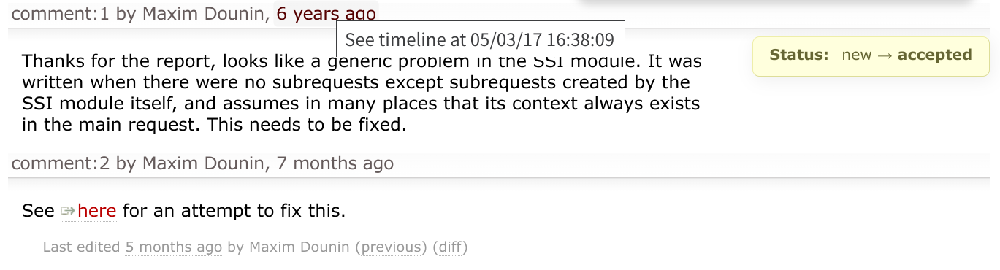 comment:1 by Maxim Dounin, 6 years ago
See timeline at 05/03/17 16:38:09
Thanks for the report, looks like a generic problem in the SSI module. It was
written when there were no subrequests except subrequests created by the
SSI module itself, and assumes in many places that its context always exists
in the main request. This needs to be fixed.
Status: new → accepted
comment:2 by Maxim Dounin, 7 months ago
See here for an attempt to fix this.
Last edited 5 months ago by Maxim Dounin (previous) (diff)